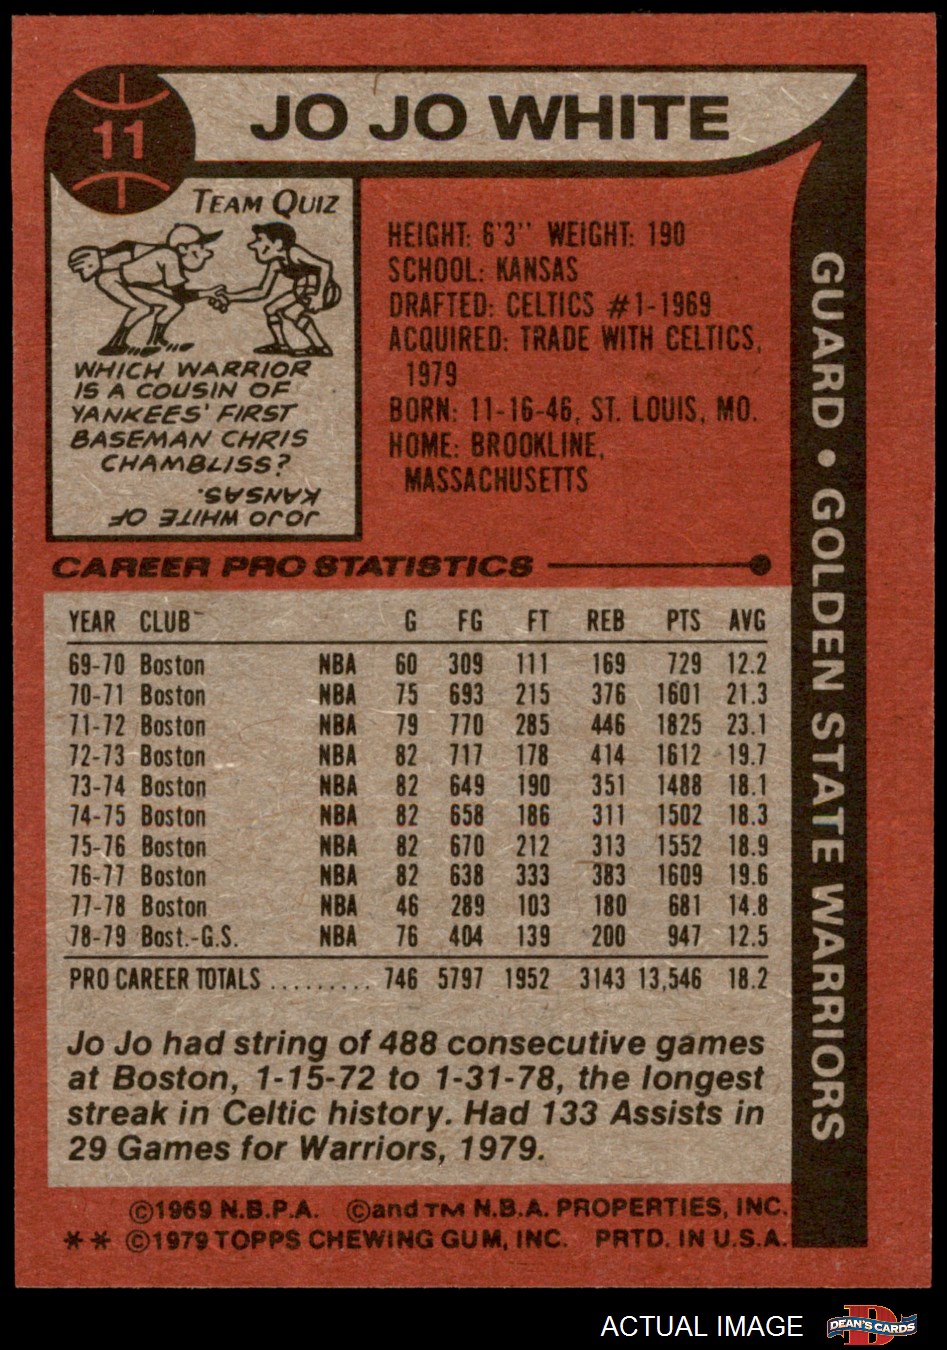 11
JO JO WHITE
TEAM QUIZ
WHICH WARRIOR
IS A COUSIN OF
YANKEES' FIRST
BASEMAN CHRIS
CHAMBLISS?
JOJO WHITE OF
KANSAS.
HEIGHT: 6'3" WEIGHT: 190
SCHOOL: KANSAS
DRAFTED: CELTICS #1-1969
ACQUIRED: TRADE WITH CELTICS,
1979
BORN: 11-16-46, ST. LOUIS, MO.
HOME: BROOKLINE,
MASSACHUSETTS
GUARD • GOLDEN STATE WARRIORS
CAREER PRO STATISTICS
YEAR CLUB G FG FT REB PTS AVG
69-70 Boston NBA 60 309 111 169 729 12.2
70-71 Boston NBA 75 693 215 376 1601 21.3
71-72 Boston NBA 79 770 285 446 1825 23.1
72-73 Boston NBA 82 717 178 414 1612 19.7
73-74 Boston NBA 82 649 190 351 1488 18.1
74-75 Boston NBA 82 658 186 311 1502 18.3
75-76 Boston NBA 82 670 212 313 1552 18.9
76-77 Boston NBA 82 638 333 383 1609 19.6
77-78 Boston NBA 46 289 103 180 681 14.8
78-79 Bost.-G.S. NBA 76 404 139 200 947 12.5
PRO CAREER TOTALS ......... 746 5797 1952 3143 13,546 18.2
Jo Jo had string of 488 consecutive games
at Boston, 1-15-72 to 1-31-78, the longest
streak in Celtic history. Had 133 Assists in
29 Games for Warriors, 1979.
©1969 N.B.P.A. ©and TM N.B.A. PROPERTIES, INC.
** ©1979 TOPPS CHEWING GUM, INC. PRTD. IN U.S.A.
ACTUAL IMAGE
D
DEAN'S CARDS